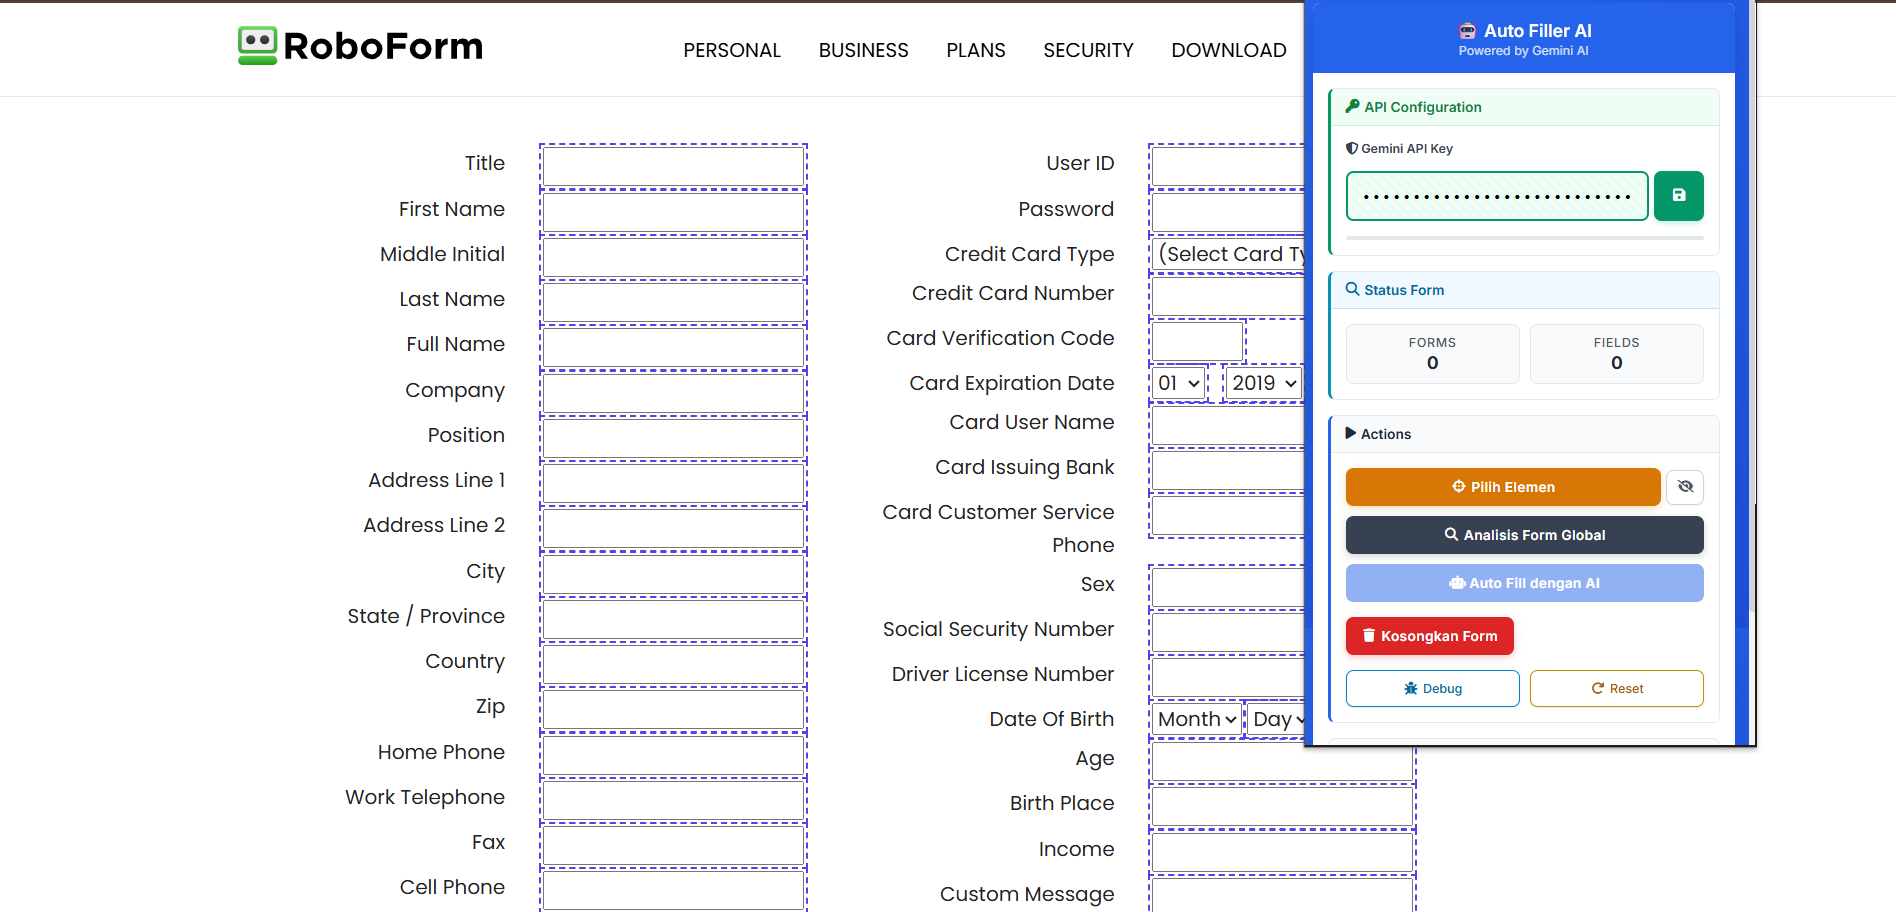 RoboForm
PERSONAL
BUSINESS
PLANS
SECURITY
DOWNLOAD
Title
First Name
Middle Initial
Last Name
Full Name
Company
Position
Address Line 1
Address Line 2
City
State / Province
Country
Zip
Home Phone
Work Telephone
Fax
Cell Phone
User ID
Password
Credit Card Type
(Select Card Ty
Credit Card Number
Card Verification Code
Card Expiration Date
01
2019
Card User Name
Card Issuing Bank
Card Customer Service
Phone
Sex
Social Security Number
Driver License Number
Date Of Birth
Month
Day
Age
Birth Place
Income
Custom Message
Auto Filler AI
Powered by Gemini AI
API Configuration
Gemini API Key
Status Form
FORMS
0
FIELDS
0
Actions
Pilih Elemen
Analisis Form Global
Auto Fill dengan AI
Kosongkan Form
Debug
Reset